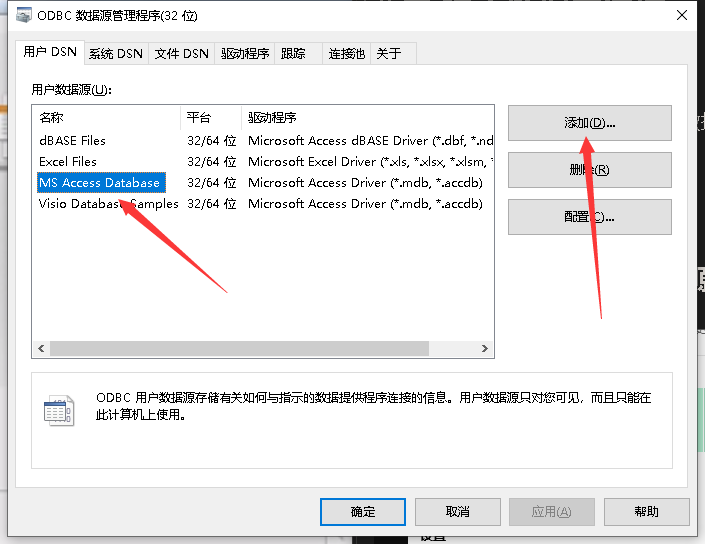 ODBC 数据源管理程序(32 位)
用户 DSN 系统 DSN 文件 DSN 驱动程序 跟踪 连接池 关于
用户数据源(U):
名称 平台 驱动程序
dBASE Files 32/64 位 Microsoft Access dBASE Driver (*.dbf, *.nd
Excel Files 32/64 位 Microsoft Excel Driver (*.xls, *.xlsx, *.xlsm, *
MS Access Database 32/64 位 Microsoft Access Driver (*.mdb, *.accdb)
Visio Database Samples 32/64 位 Microsoft Access Driver (*.mdb, *.accdb)
添加(D)...
删除(R)
配置(C)...
ODBC 用户数据源存储有关如何与指示的数据提供程序连接的信息。用户数据源只对您可见，而且只能在
此计算机上使用。
确定 取消 应用(A) 帮助